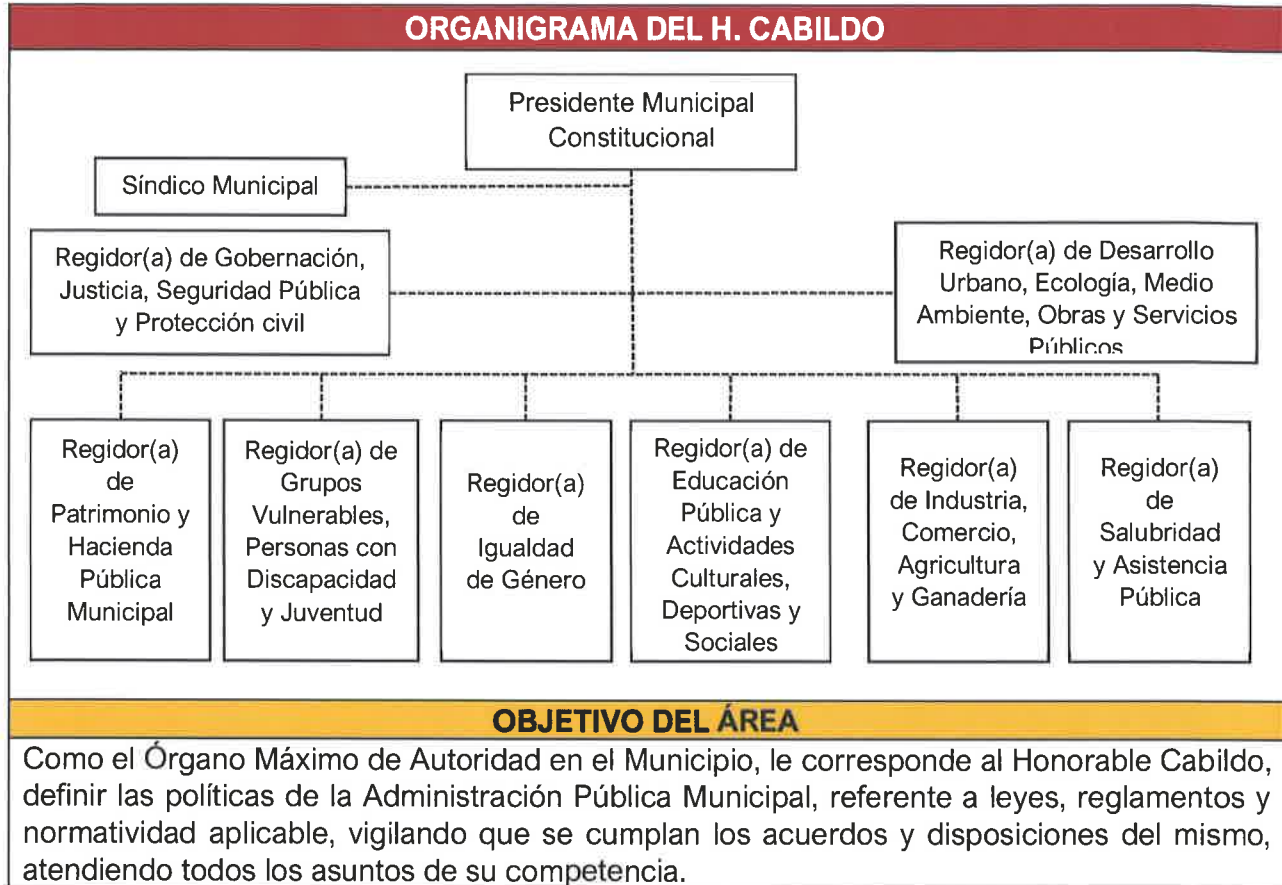 ORGANIGRAMA DEL H. CABILDO
Presidente Municipal
Constitucional
Síndico Municipal
Regidor(a) de Gobernación,
Justicia, Seguridad Pública
y Protección civil
Regidor(a) de Desarrollo
Urbano, Ecología, Medio
Ambiente, Obras y Servicios
Públicos
Regidor(a)
de
Patrimonio y
Hacienda
Pública
Municipal
Regidor(a) de
Grupos
Vulnerables,
Personas con
Discapacidad
y Juventud
Regidor(a)
de
Igualdad
de Género
Regidor(a) de
Educación
Pública y
Actividades
Culturales,
Deportivas y
Sociales
Regidor(a)
de Industria,
Comercio,
Agricultura
y Ganadería
Regidor(a)
de
Salubridad
y Asistencia
Pública
OBJETIVO DEL ÁREA
Como el Órgano Máximo de Autoridad en el Municipio, le corresponde al Honorable Cabildo,
definir las políticas de la Administración Pública Municipal, referente a leyes, reglamentos y
normatividad aplicable, vigilando que se cumplan los acuerdos y disposiciones del mismo,
atendiendo todos los asuntos de su competencia.